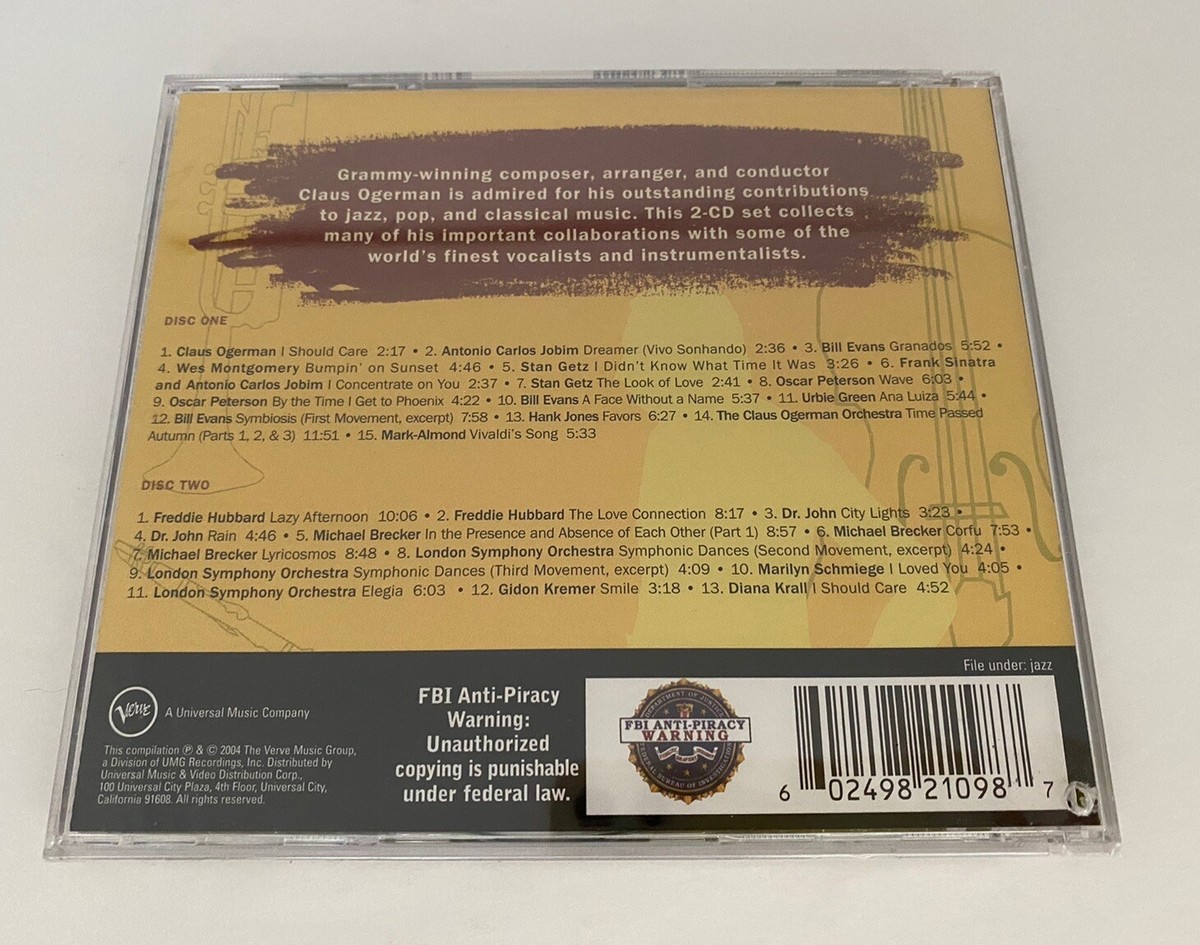 Grammy-winning composer, arranger, and conductor
Claus Ogerman is admired for his outstanding contributions
to jazz, pop, and classical music. This 2-CD set collects
many of his important collaborations with some of the
world's finest vocalists and instrumentalists.
DISC ONE
1. Claus Ogerman I Should Care 2:17 • 2. Antonio Carlos Jobim Dreamer (Vivo Sonhando) 2:36 • 3. Bill Evans Granados 5:52 •
4. Wes Montgomery Bumpin' on Sunset 4:46 • 5. Stan Getz I Didn't Know What Time It Was 3:26 • 6. Frank Sinatra
and Antonio Carlos Jobim I Concentrate on You 2:37 • 7. Stan Getz The Look of Love 2:41 • 8. Oscar Peterson Wave 6:03 •
9. Oscar Peterson By the Time I Get to Phoenix 4:22 • 10. Bill Evans A Face Without a Name 5:37 • 11. Urbie Green Ana Luiza 5:44 •
12. Bill Evans Symbiosis (First Movement, excerpt) 7:58 • 13. Hank Jones Favors 6:27 • 14. The Claus Ogerman Orchestra Time Passed
Autumn (Parts 1, 2, & 3) 11:51 • 15. Mark-Almond Vivaldi's Song 5:33
DISC TWO
1. Freddie Hubbard Lazy Afternoon 10:06 • 2. Freddie Hubbard The Love Connection 8:17 • 3. Dr. John City Lights 3:23 •
4. Dr. John Rain 4:46 • 5. Michael Brecker In the Presence and Absence of Each Other (Part 1) 8:57 • 6. Michael Brecker Corfu 7:53 •
7. Michael Brecker Lyricosmos 8:48 • 8. London Symphony Orchestra Symphonic Dances (Second Movement, excerpt) 4:24 •
9. London Symphony Orchestra Symphonic Dances (Third Movement, excerpt) 4:09 • 10. Marilyn Schmiege I Loved You 4:05 •
11. London Symphony Orchestra Elegia 6:03 • 12. Gidon Kremer Smile 3:18 • 13. Diana Krall I Should Care 4:52
File under: jazz
Verve
A Universal Music Company
This compilation ℗ & © 2004 The Verve Music Group,
a Division of UMG Recordings, Inc. Distributed by
Universal Music & Video Distribution Corp.,
100 Universal City Plaza, 4th Floor, Universal City,
California 91608. All rights reserved.
FBI Anti-Piracy
Warning:
Unauthorized
copying is punishable
under federal law.
DEPARTMENT OF JUSTICE
FBI ANTI-PIRACY
WARNING
FEDERAL BUREAU OF INVESTIGATION
6 02498 21098 7